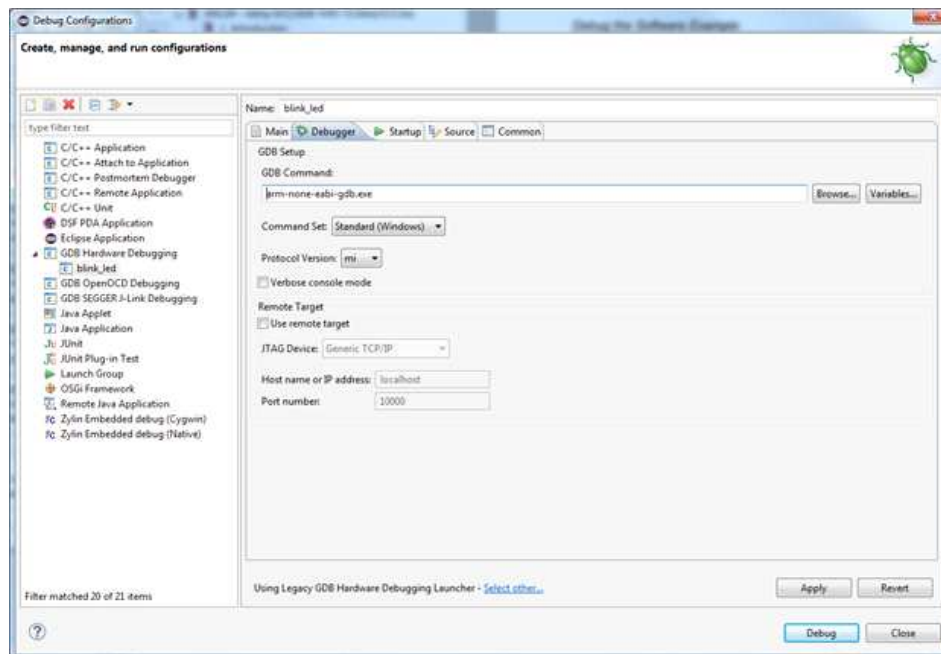 Debug Configurations
Create, manage, and run configurations
type filter text
C/C++ Application
C/C++ Attach to Application
C/C++ Postmortem Debugger
C/C++ Remote Application
C/C++ Unit
DSF PDA Application
Eclipse Application
GDB Hardware Debugging
blink_led
GDB OpenOCD Debugging
GDB SEGGER J-Link Debugging
Java Applet
Java Application
JUnit
JUnit Plug-in Test
Launch Group
OSGi Framework
Remote Java Application
Zylin Embedded debug (Cygwin)
Zylin Embedded debug (Native)
Filter matched 20 of 21 items
Name: blink_led
Main Debugger Startup Source Common
GDB Setup
GDB Command:
arm-none-eabi-gdb.exe Browse... Variables...
Command Set: Standard (Windows)
Protocol Version: mi
Verbose console mode
Remote Target
Use remote target
JTAG Device: Generic TCP/IP
Host name or IP address: localhost
Port number: 10000
Using Legacy GDB Hardware Debugging Launcher - Select other...
Apply Revert
Debug Close